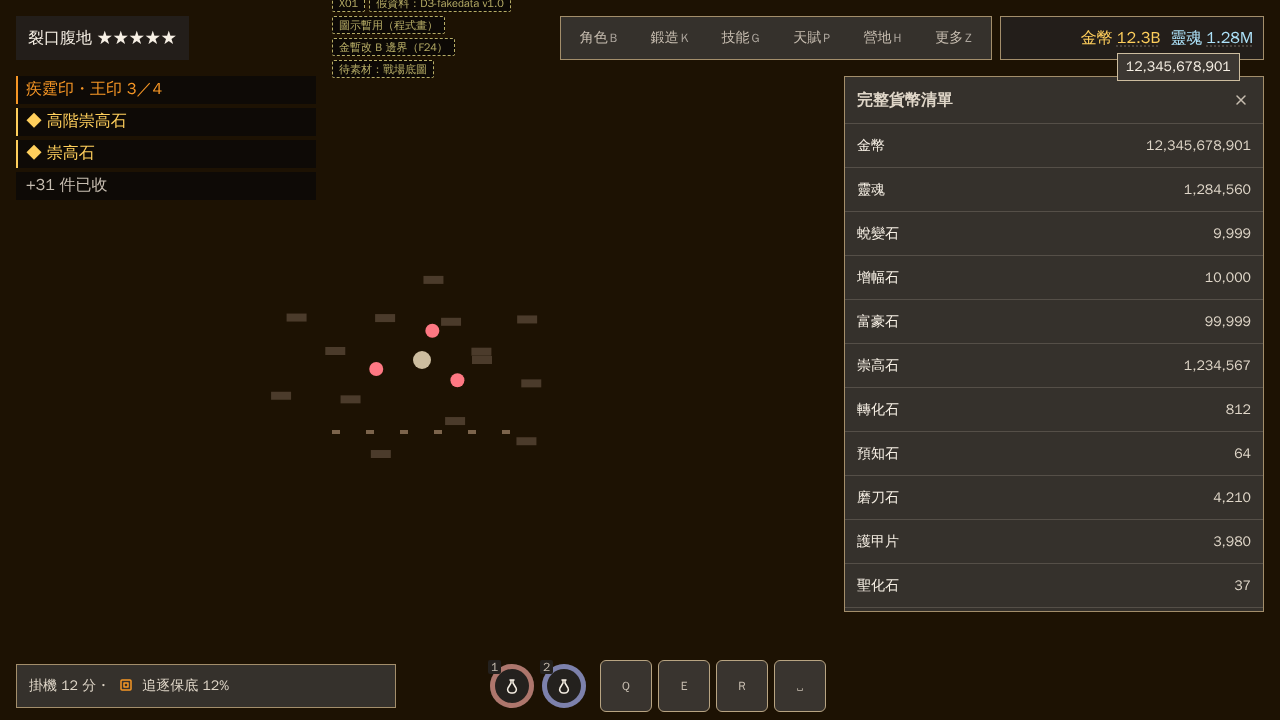 裂口腹地 ★★★★★
X01 假資料：D3-fakedata v1.0
圖示暫用（程式畫）
金暫改 B 邊界（F24）
待素材：戰場底圖
角色B 鍛造K 技能G 天賦P 營地H 更多Z
金幣 12.3B 靈魂 1.28M
12,345,678,901
疾霆印・王印 3／4
◆ 高階崇高石
◆ 崇高石
+31 件已收
完整貨幣清單 ×
金幣 12,345,678,901
靈魂 1,284,560
蛻變石 9,999
增幅石 10,000
富豪石 99,999
崇高石 1,234,567
轉化石 812
預知石 64
磨刀石 4,210
護甲片 3,980
聖化石 37
掛機 12 分・ 追逐保底 12%
1 2 Q E R ⎵